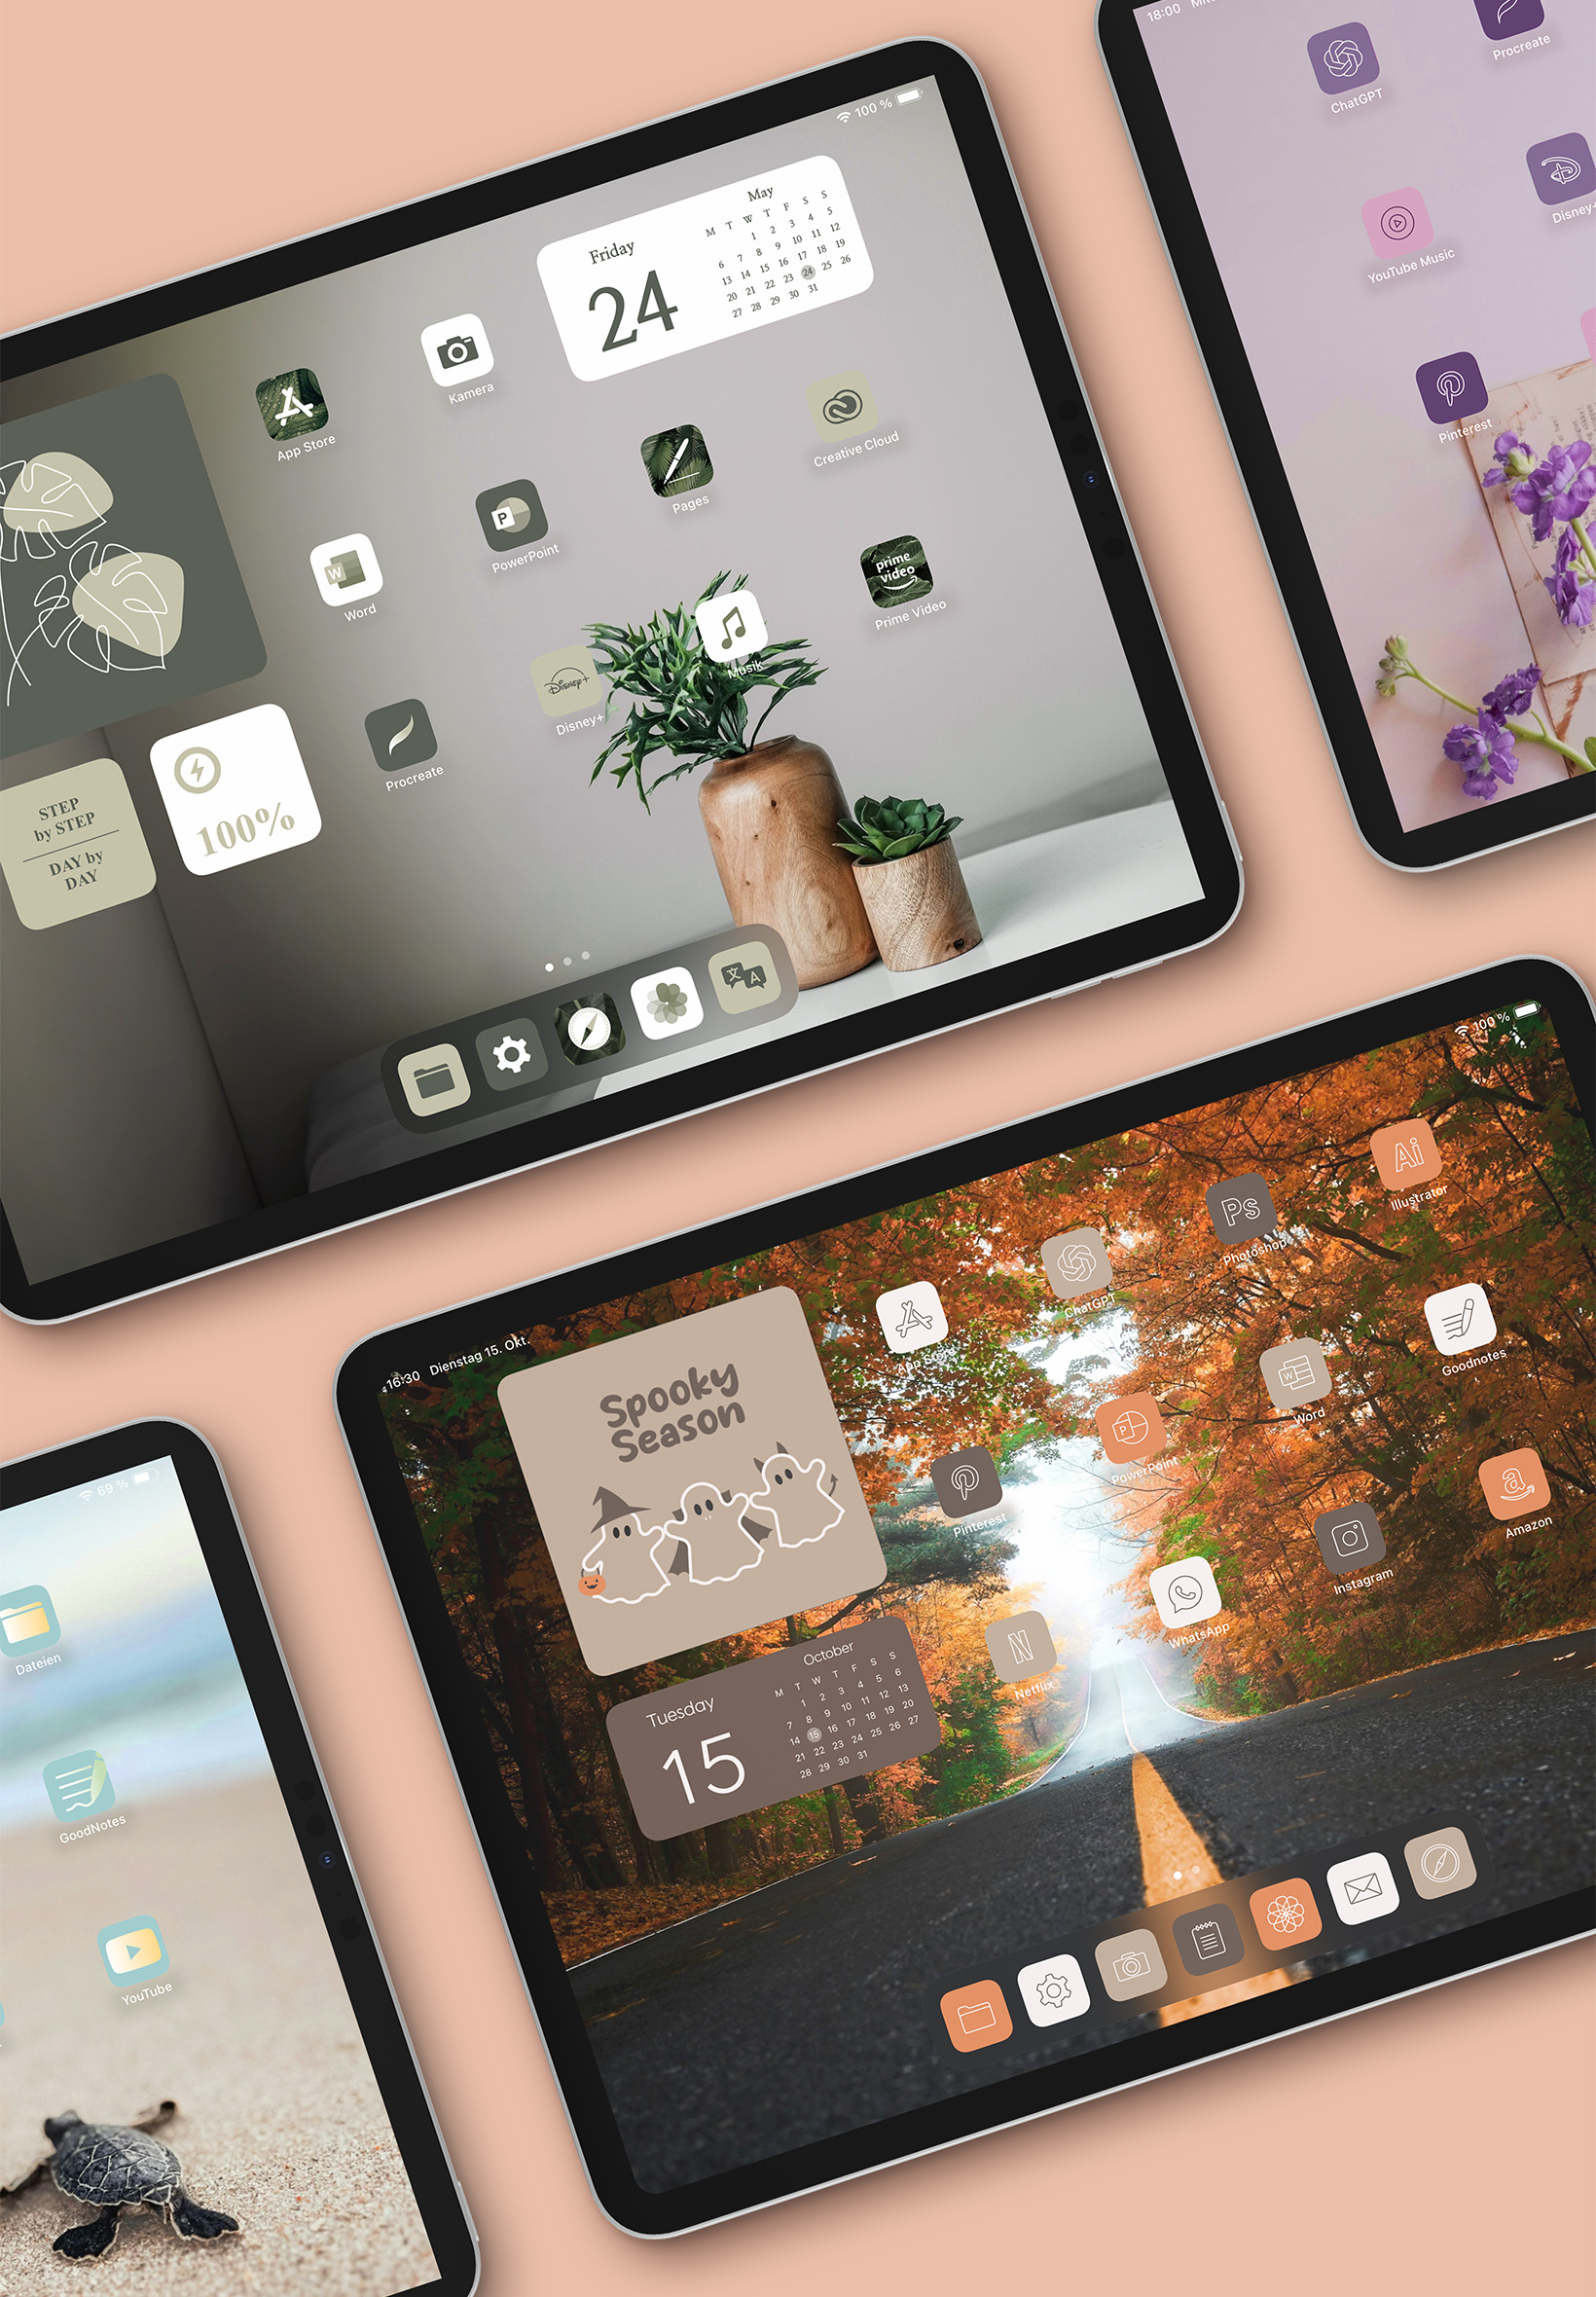 100 %
Friday
24
May
M T W T F S S
1 2 3 4 5
6 7 8 9 10 11 12
13 14 15 16 17 18 19
20 21 22 23 24 25 26
27 28 29 30 31
App Store
Kamera
Word
W
PowerPoint
P
Pages
Creative Cloud
Procreate
Disney+
Disney+
Musik
prime
video
Prime Video
STEP
by STEP
DAY by
DAY
100%
文 A
18:00
ChatGPT
Procreate
YouTube Music
Disney+
Pinterest
16:30 Dienstag 15. Okt.
100 %
Spooky
Season
Tuesday
15
October
M T W T F S S
1 2 3 4 5 6
7 8 9 10 11 12 13
14 15 16 17 18 19 20
21 22 23 24 25 26 27
28 29 30 31
App Store
ChatGPT
Ps
Photoshop
Ai
Illustrator
Pinterest
P
PowerPoint
W
Word
Goodnotes
N
Netflix
WhatsApp
Instagram
a
Amazon
69 %
Dateien
GoodNotes
YouTube